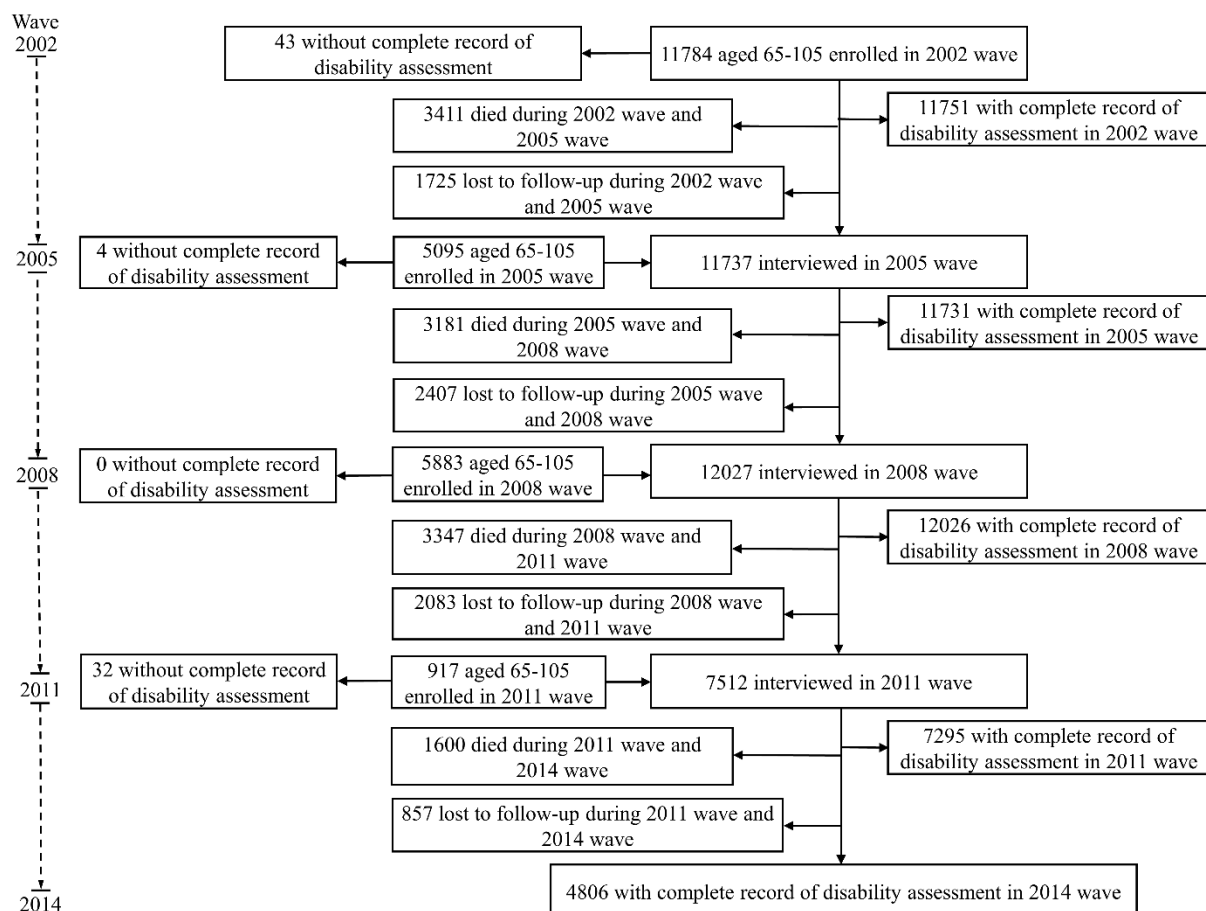 Wave
2002
43 without complete record of
disability assessment
11784 aged 65-105 enrolled in 2002 wave
3411 died during 2002 wave and
2005 wave
11751 with complete record of
disability assessment in 2002 wave
1725 lost to follow-up during 2002 wave
and 2005 wave
2005
4 without complete record
of disability assessment
5095 aged 65-105
enrolled in 2005 wave
11737 interviewed in 2005 wave
3181 died during 2005 wave and
2008 wave
11731 with complete record of
disability assessment in 2005 wave
2407 lost to follow-up during 2005 wave
and 2008 wave
2008
0 without complete record
of disability assessment
5883 aged 65-105
enrolled in 2008 wave
12027 interviewed in 2008 wave
3347 died during 2008 wave and
2011 wave
12026 with complete record of
disability assessment in 2008 wave
2083 lost to follow-up during 2008 wave
and 2011 wave
2011
32 without complete record
of disability assessment
917 aged 65-105
enrolled in 2011 wave
7512 interviewed in 2011 wave
1600 died during 2011 wave and
2014 wave
7295 with complete record of
disability assessment in 2011 wave
857 lost to follow-up during 2011 wave and
2014 wave
2014
4806 with complete record of disability assessment in 2014 wave